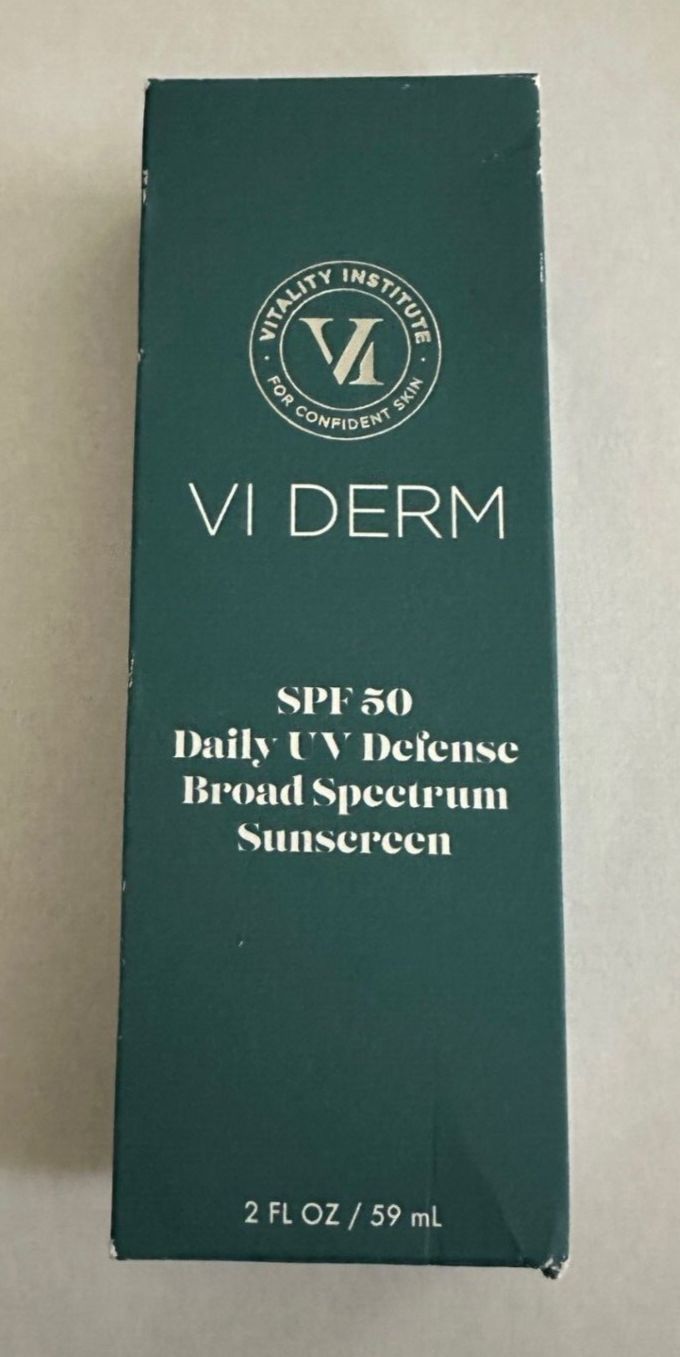 VITALITY INSTITUTE
VI
FOR CONFIDENT SKIN
VI DERM
SPF 50
Daily UV Defense
Broad Spectrum
Sunscreen
2 FL OZ / 59 mL